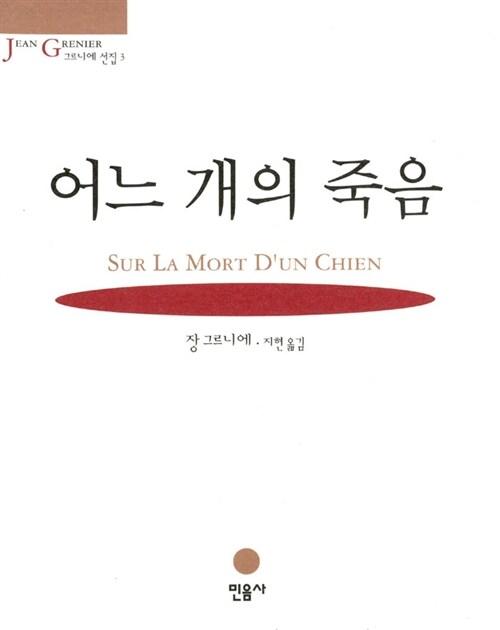 JEAN GRENIER
그르니에 선집 3
어느 개의 죽음
SUR LA MORT D'UN CHIEN
장 그르니에 · 지현 옮김
민음사